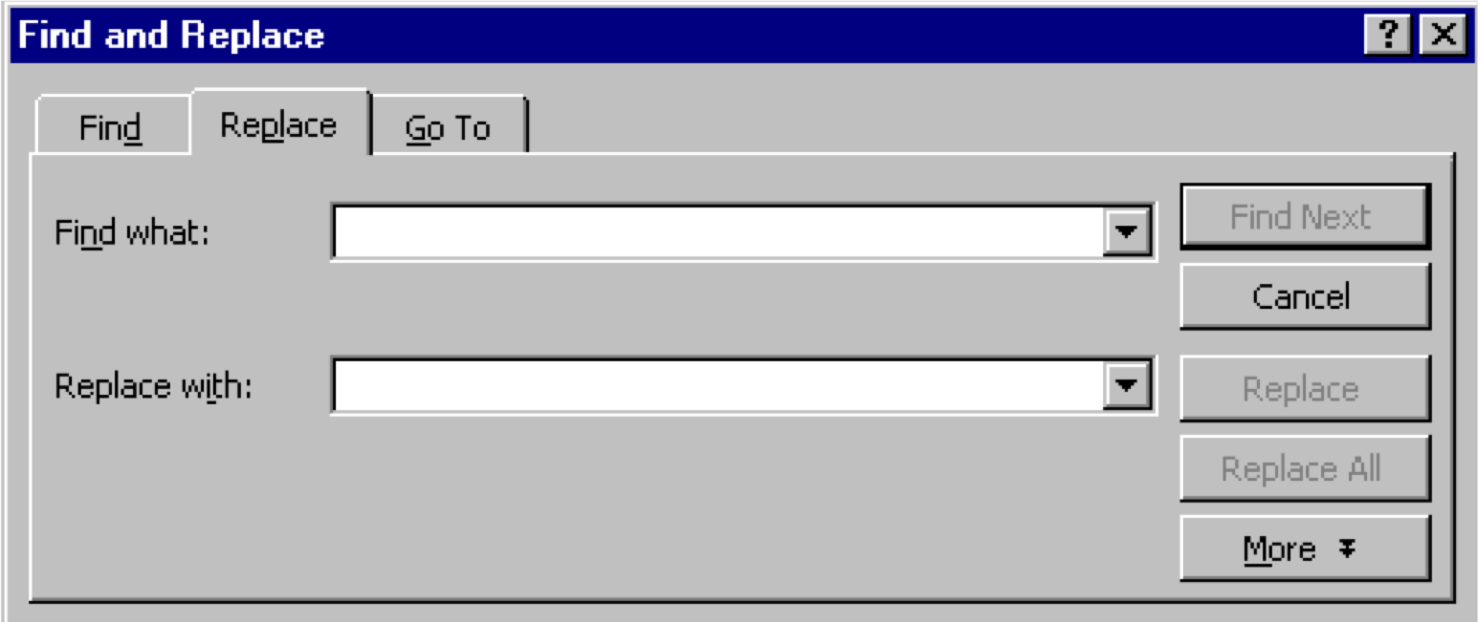 Find and Replace
Find Replace Go To
Find what: Find Next
Cancel
Replace with: Replace
Replace All
More